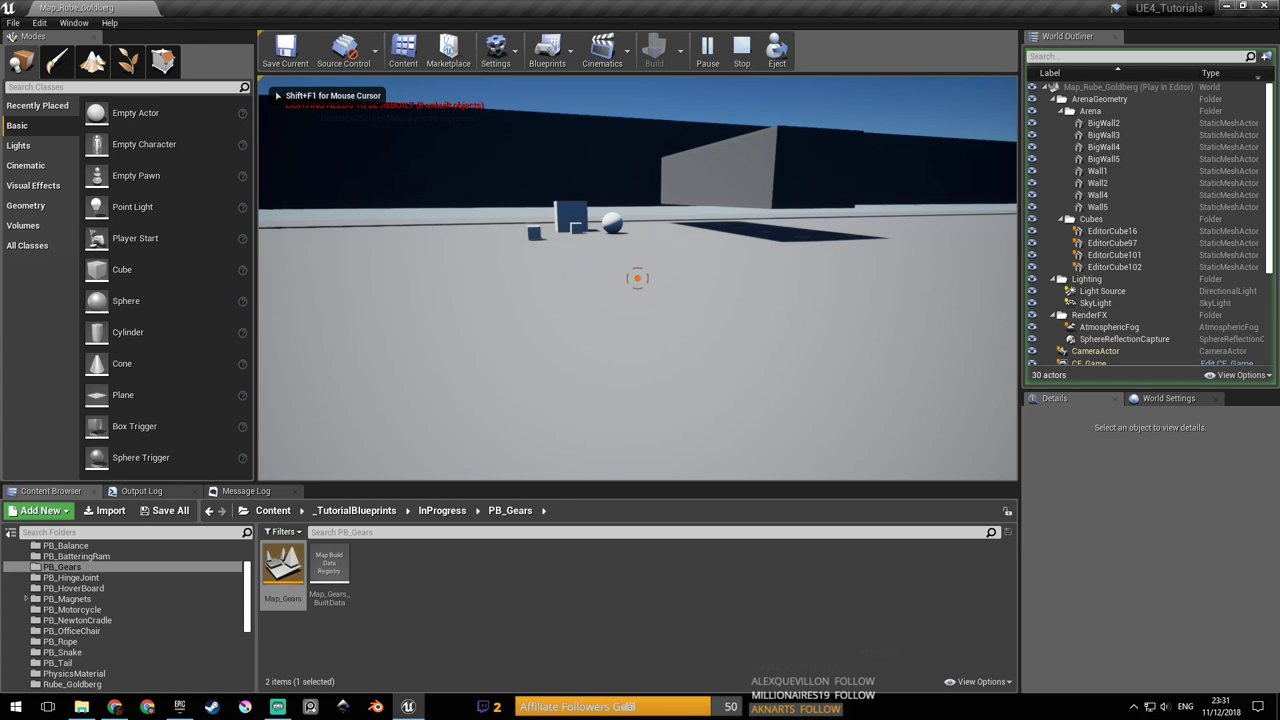 Map_Rube_Goldberg
UE4_Tutorials
File Edit Window Help
Modes
Search Classes
Recently Placed
Basic
Lights
Cinematic
Visual Effects
Geometry
Volumes
All Classes
Empty Actor
Empty Character
Empty Pawn
Point Light
Player Start
Cube
Sphere
Cylinder
Cone
Plane
Box Trigger
Sphere Trigger
Save Current
Source Control
Content
Marketplace
Settings
Blueprints
Cinematics
Build
Pause
Stop
Eject
Shift+F1 for Mouse Cursor
LIGHTING NEEDS TO BE REBUILT
World Outliner
Search...
Label Type
Map_Rube_Goldberg (Play In Editor) World
ArenaGeometry Folder
Arena Folder
BigWall2 StaticMeshActor
BigWall3 StaticMeshActor
BigWall4 StaticMeshActor
BigWall5 StaticMeshActor
Wall1 StaticMeshActor
Wall2 StaticMeshActor
Wall4 StaticMeshActor
Wall5 StaticMeshActor
Cubes Folder
EditorCube16 StaticMeshActor
EditorCube97 StaticMeshActor
EditorCube101 StaticMeshActor
EditorCube102 StaticMeshActor
Lighting Folder
Light Source DirectionalLight
SkyLight SkyLight
RenderFX Folder
AtmosphericFog AtmosphericFog
SphereReflectionCapture SphereReflectionC
CameraActor CameraActor
CF_Game Edit CF_Game
30 actors View Options
Details World Settings
Select an object to view details.
Content Browser Output Log Message Log
Add New Import Save All Content _TutorialBlueprints InProgress PB_Gears
Search Folders
Filters Search PB_Gears
PB_Balance
PB_BatteringRam
PB_Gears
PB_HingeJoint
PB_HoverBoard
PB_Magnets
PB_Motorcycle
PB_NewtonCradle
PB_OfficeChair
PB_Rope
PB_Snake
PB_Tail
PhysicsMaterial
Rube_Goldberg
Map Build
Data
Registry
Map_Gears
Map_Gears_
BuiltData
2 items (1 selected) View Options
ALEXQUEVILLON FOLLOW
MILLIONAIRES19 FOLLOW
AKNARTS FOLLOW
2
Affiliate Followers
50
ENG
23:31
11/12/2018